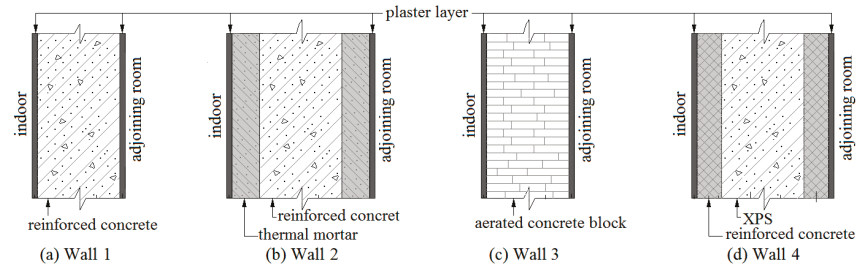 plaster layer
indoor
adjoining room
reinforced concrete
(a) Wall 1
indoor
adjoining room
reinforced concret
thermal mortar
(b) Wall 2
indoor
adjoining room
aerated concrete block
(c) Wall 3
indoor
adjoining room
XPS
reinforced concrete
(d) Wall 4